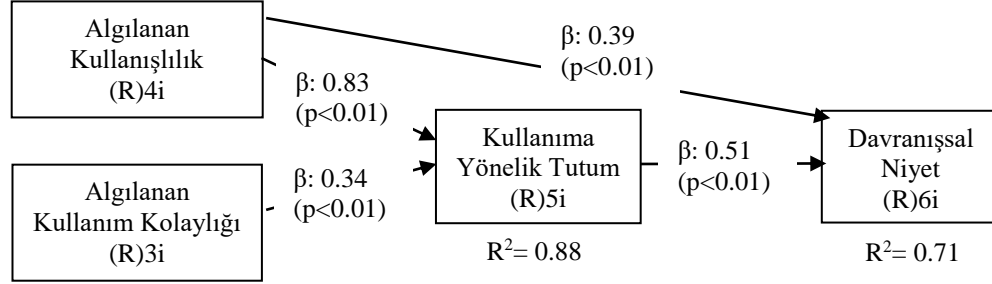 Algılanan
Kullanışlılık
(R)4i
β: 0.39
(p<0.01)
β: 0.83
(p<0.01)
Kullanıma
Yönelik Tutum
(R)5i
β: 0.51
(p<0.01)
Davranışsal
Niyet
(R)6i
Algılanan
Kullanım Kolaylığı
(R)3i
β: 0.34
(p<0.01)
R²= 0.88
R²= 0.71